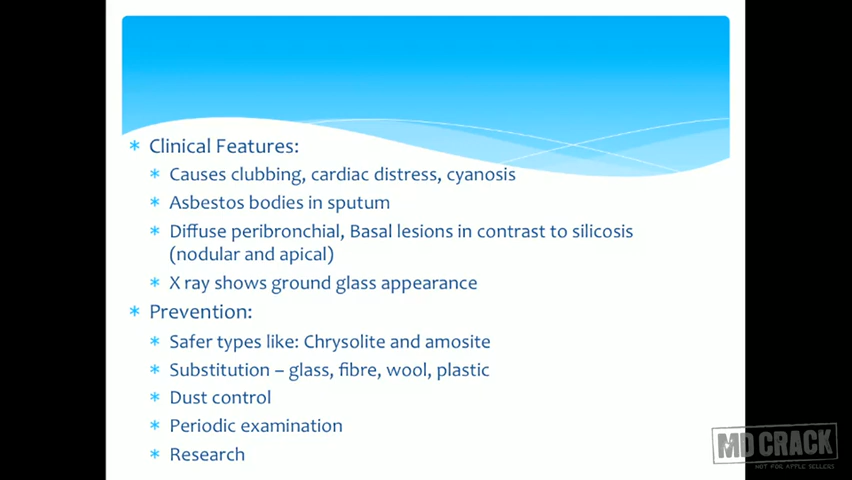 Clinical Features:
Causes clubbing, cardiac distress, cyanosis
Asbestos bodies in sputum
Diffuse peribronchial, Basal lesions in contrast to silicosis
(nodular and apical)
X ray shows ground glass appearance
Prevention:
Safer types like: Chrysolite and amosite
Substitution – glass, fibre, wool, plastic
Dust control
Periodic examination
Research
MD CRACK
NOT FOR APPLE SELLERS